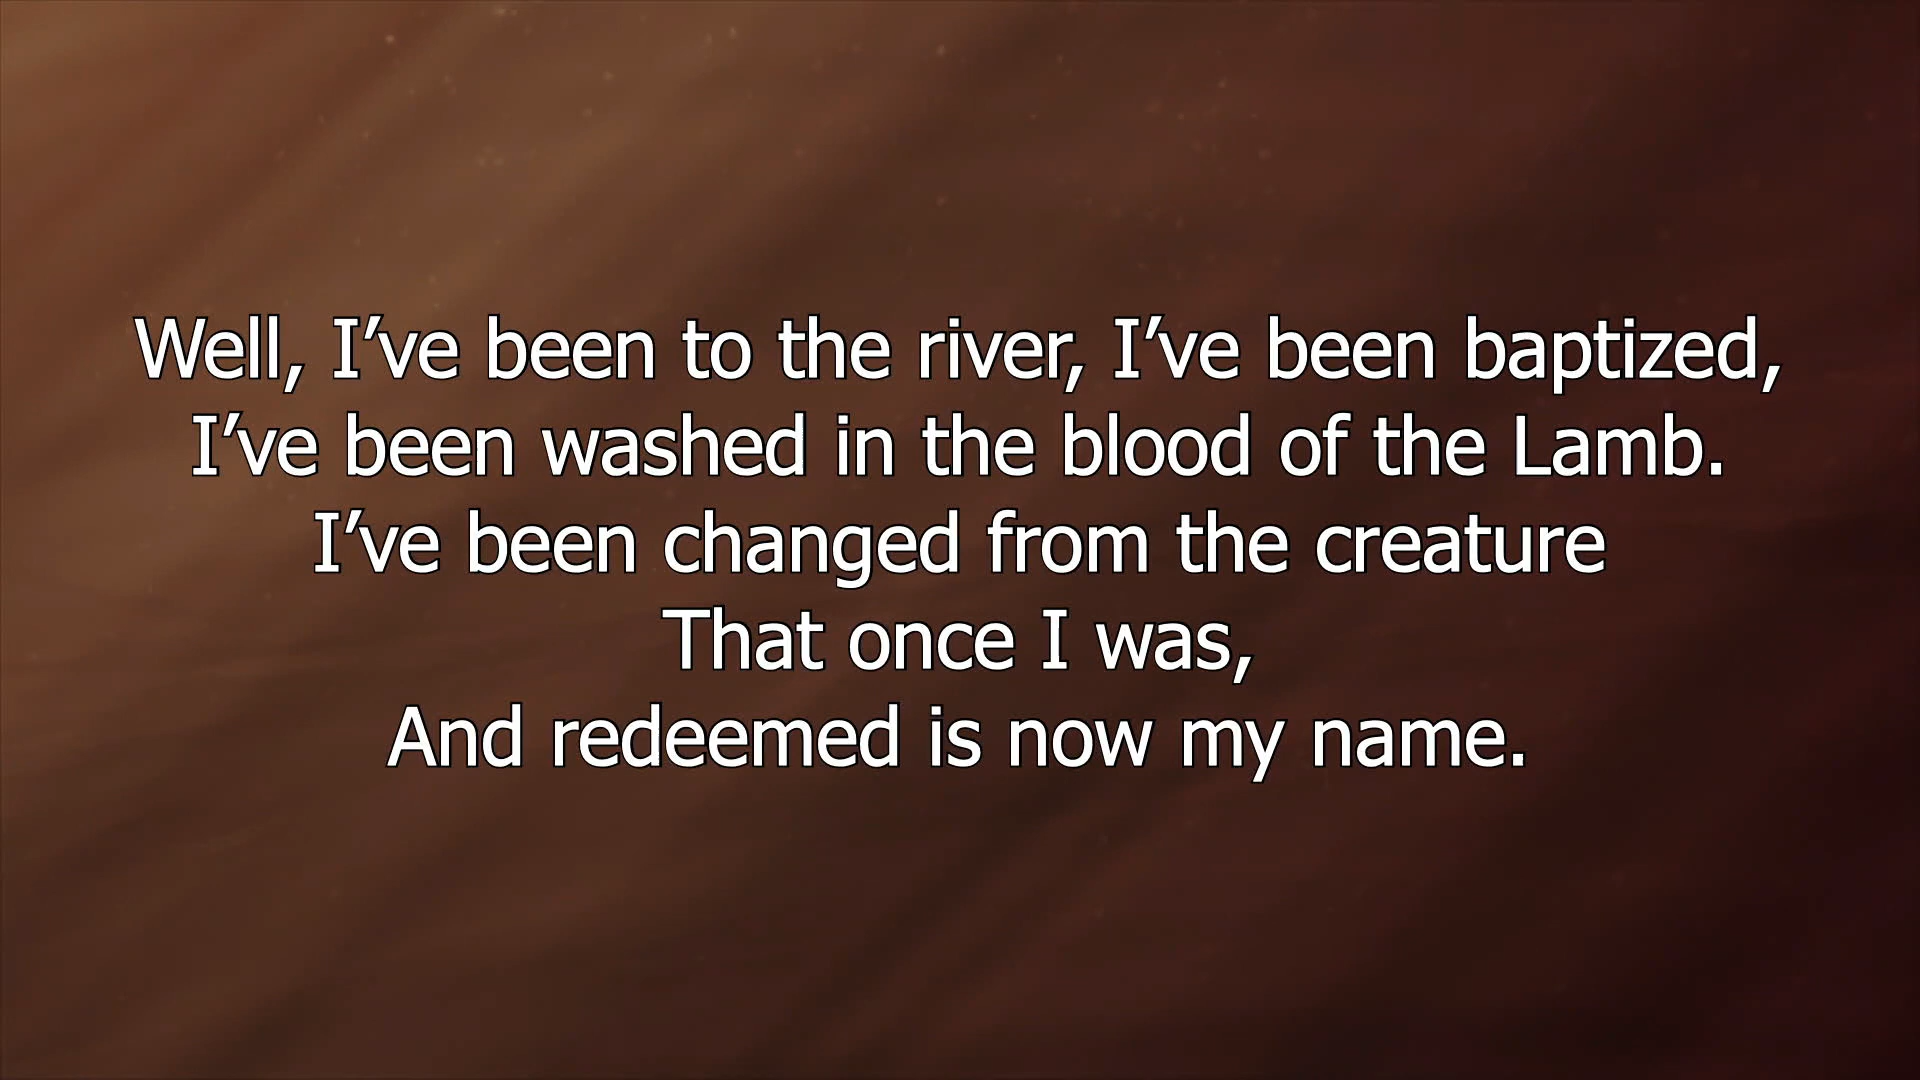 Well, I’ve been to the river, I’ve been baptized,
I’ve been washed in the blood of the Lamb.
I’ve been changed from the creature
That once I was,
And redeemed is now my name.